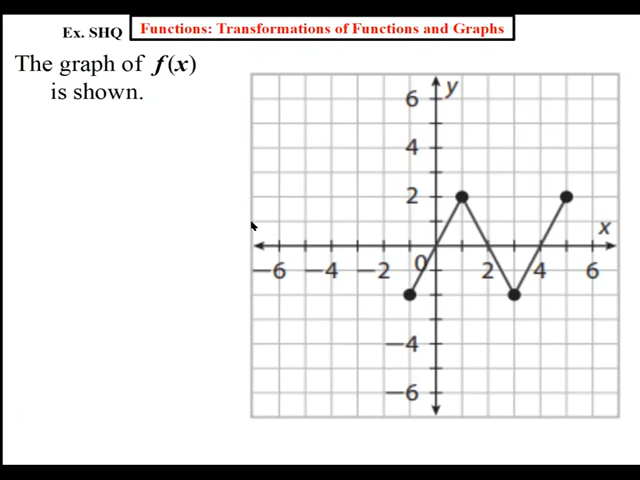 Ex. SHQ
Functions: Transformations of Functions and Graphs
The graph of f(x)
is shown.
6
y
4
2
x
−6 −4 −2 0 2 4 6
−4
−6